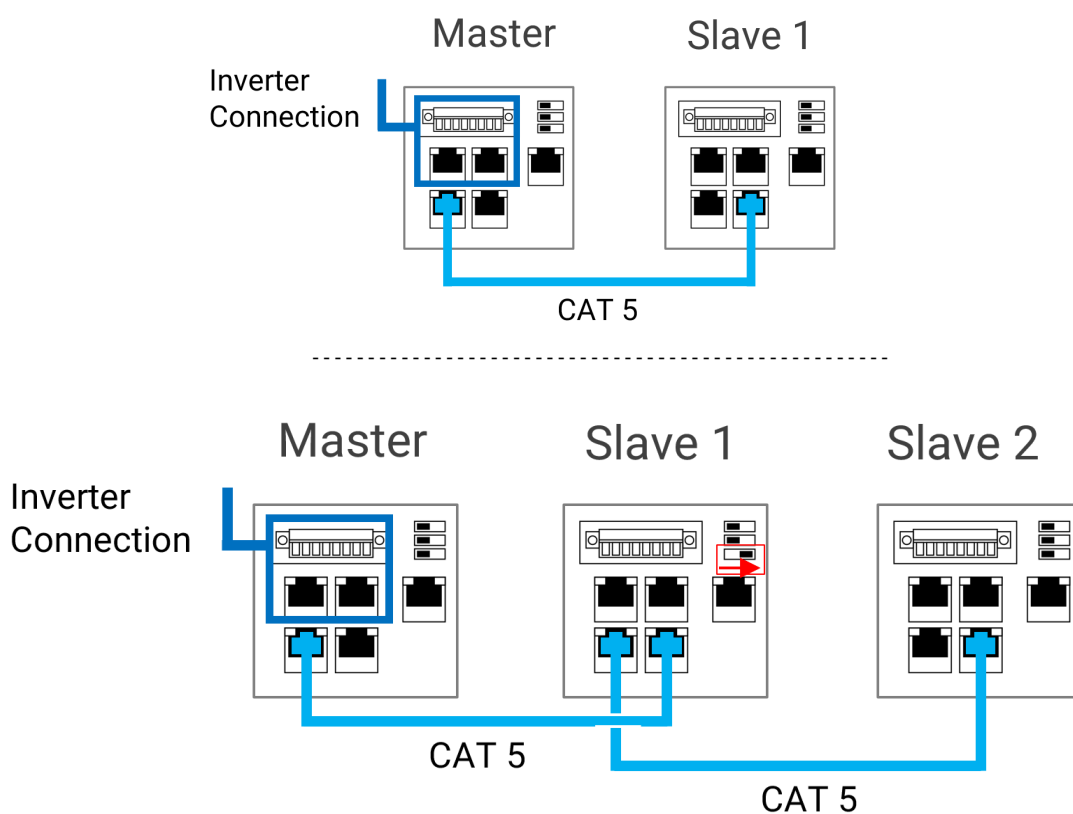 Master
Slave 1
Inverter
Connection
CAT 5
Master
Slave 1
Slave 2
Inverter
Connection
CAT 5
CAT 5